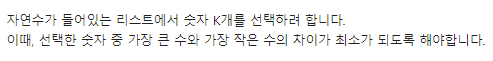 자연수가 들어있는 리스트에서 숫자 K개를 선택하려 합니다.
이때, 선택한 숫자 중 가장 큰 수와 가장 작은 수의 차이가 최소가 되도록 해야합니다.